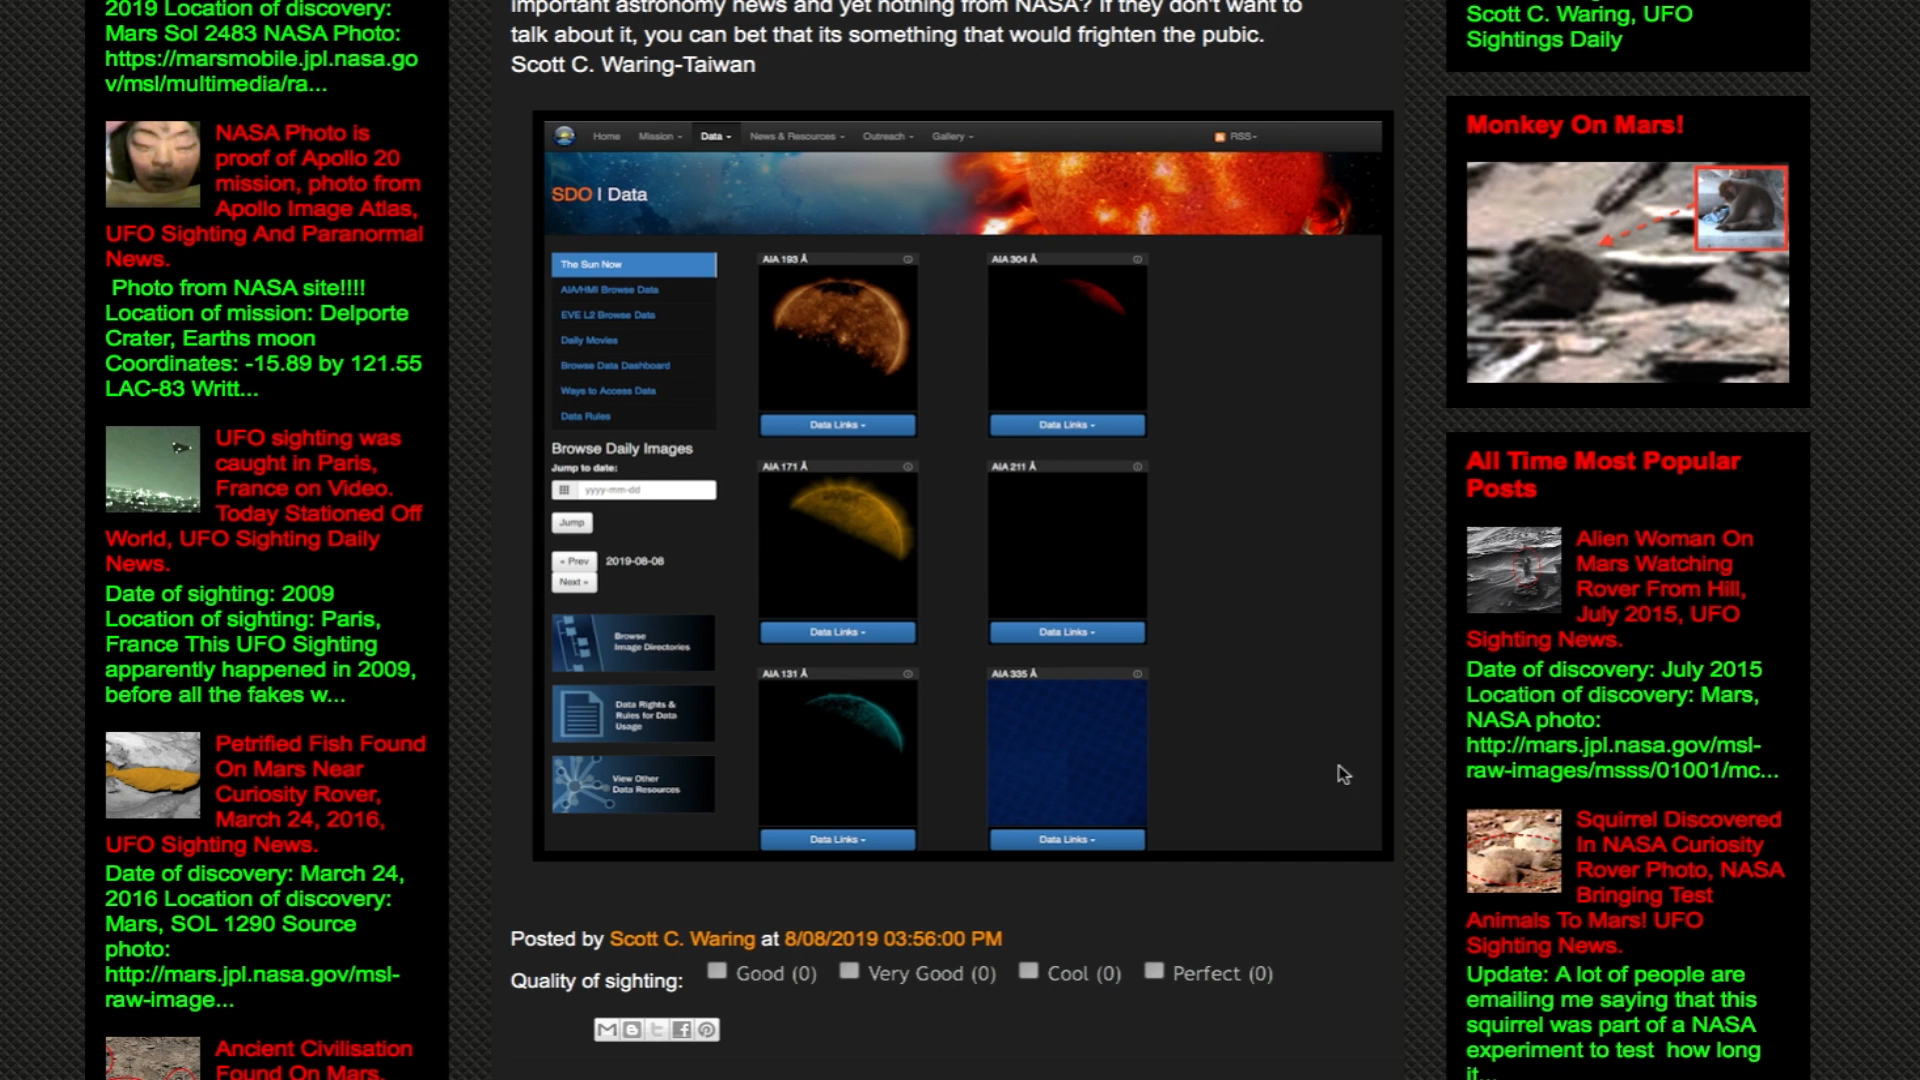 2019 Location of discovery:
Mars Sol 2483 NASA Photo:
https://marsmobile.jpl.nasa.go
v/msl/multimedia/ra...
NASA Photo is
proof of Apollo 20
mission, photo from
Apollo Image Atlas,
UFO Sighting And Paranormal
News.
Photo from NASA site!!!!
Location of mission: Delporte
Crater, Earths moon
Coordinates: -15.89 by 121.55
LAC-83 Writt...
UFO sighting was
caught in Paris,
France on Video.
Today Stationed Off
World, UFO Sighting Daily
News.
Date of sighting: 2009
Location of sighting: Paris,
France This UFO Sighting
apparently happened in 2009,
before all the fakes w...
Petrified Fish Found
On Mars Near
Curiosity Rover,
March 24, 2016,
UFO Sighting News.
Date of discovery: March 24,
2016 Location of discovery:
Mars, SOL 1290 Source
photo:
http://mars.jpl.nasa.gov/msl-
raw-image...
Ancient Civilisation
Found On Mars,
important astronomy news and yet nothing from NASA? If they don't want to
talk about it, you can bet that its something that would frighten the pubic.
Scott C. Waring-Taiwan
Home Mission Data News & Resources Outreach Gallery RSS
SDO | Data
The Sun Now
AIA/HMI Browse Data
EVE L2 Browse Data
Daily Movies
Browse Data Dashboard
Ways to Access Data
Data Rules
Browse Daily Images
Jump to date:
yyyy-mm-dd
Jump
« Prev 2019-08-08
Next »
Browse
Image Directories
Data Rights &
Rules for Data
Usage
View Other
Data Resources
AIA 193 Å AIA 304 Å
Data Links Data Links
AIA 171 Å AIA 211 Å
Data Links Data Links
AIA 131 Å AIA 335 Å
Data Links Data Links
Posted by Scott C. Waring at 8/08/2019 03:56:00 PM
Quality of sighting: Good (0) Very Good (0) Cool (0) Perfect (0)
Scott C. Waring, UFO
Sightings Daily
Monkey On Mars!
All Time Most Popular
Posts
Alien Woman On
Mars Watching
Rover From Hill,
July 2015, UFO
Sighting News.
Date of discovery: July 2015
Location of discovery: Mars,
NASA photo:
http://mars.jpl.nasa.gov/msl-
raw-images/msss/01001/mc...
Squirrel Discovered
In NASA Curiosity
Rover Photo, NASA
Bringing Test
Animals To Mars! UFO
Sighting News.
Update: A lot of people are
emailing me saying that this
squirrel was part of a NASA
experiment to test how long
it...